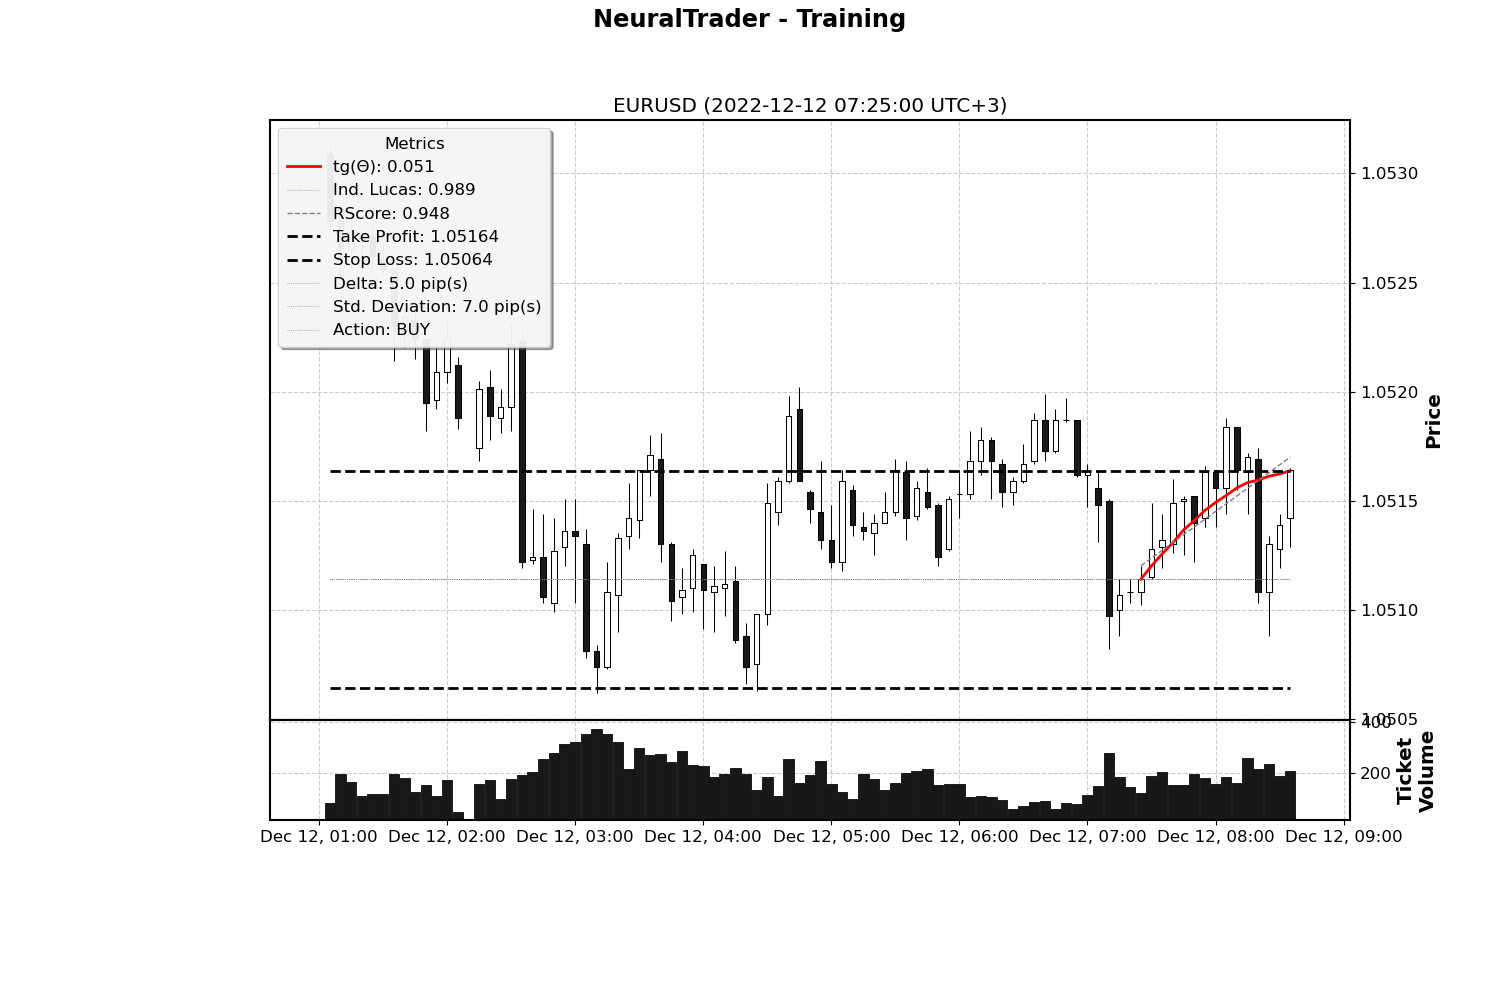 NeuralTrader - Training
EURUSD (2022-12-12 07:25:00 UTC+3)
Metrics
tg(Θ): 0.051
Ind. Lucas: 0.989
RScore: 0.948
Take Profit: 1.05164
Stop Loss: 1.05064
Delta: 5.0 pip(s)
Std. Deviation: 7.0 pip(s)
Action: BUY
1.0530
1.0525
1.0520
1.0515
1.0510
1.0505
Price
400
200
Ticket
Volume
Dec 12, 01:00 Dec 12, 02:00 Dec 12, 03:00 Dec 12, 04:00 Dec 12, 05:00 Dec 12, 06:00 Dec 12, 07:00 Dec 12, 08:00 Dec 12, 09:00